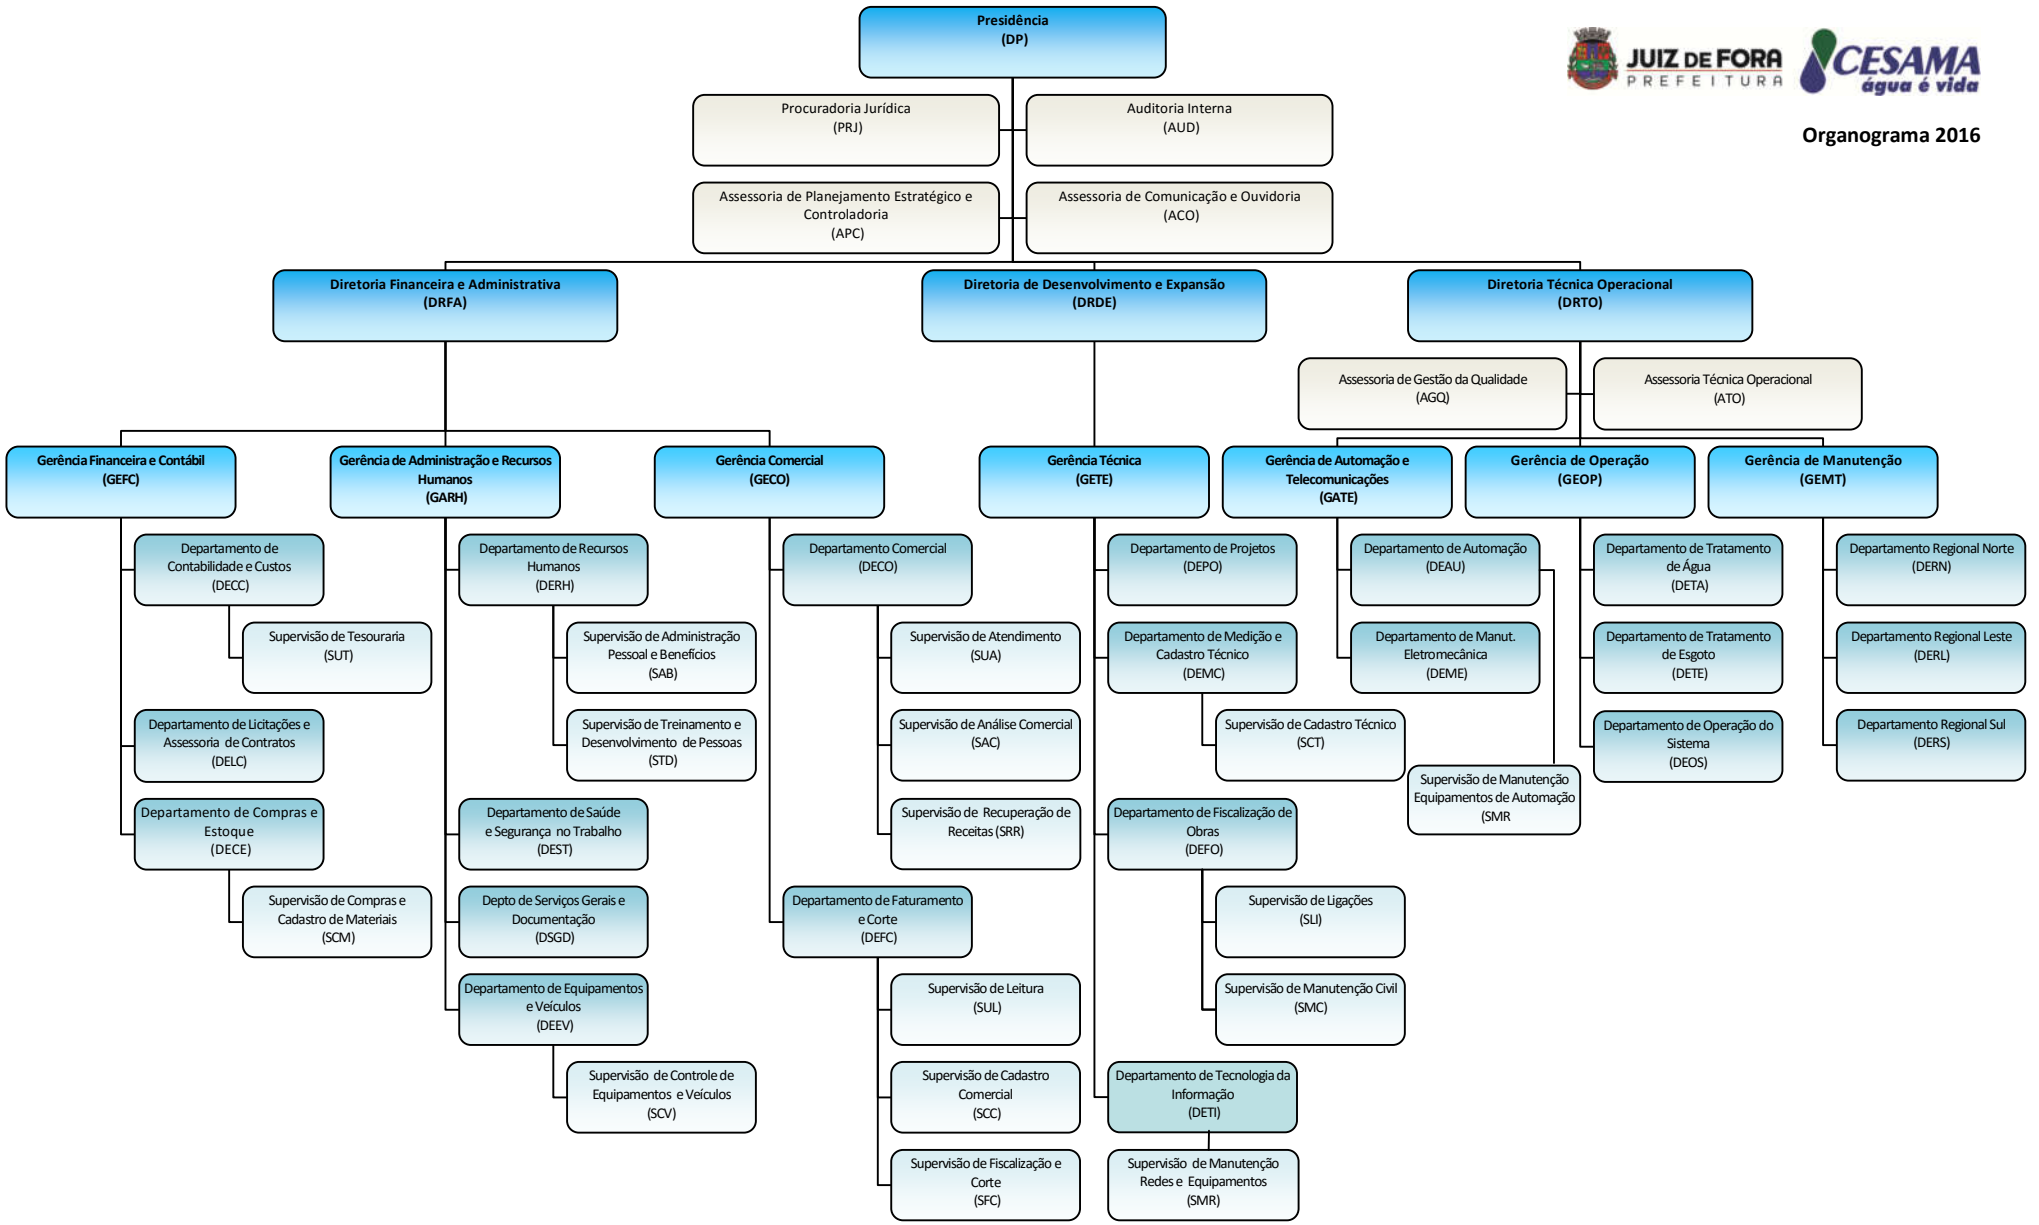 Presidência
(DP)
JUIZ DE FORA
PREFEITURA
CESAMA
água é vida
Organograma 2016
Procuradoria Jurídica
(PRJ)
Auditoria Interna
(AUD)
Assessoria de Planejamento Estratégico e
Controladoria
(APC)
Assessoria de Comunicação e Ouvidoria
(ACO)
Diretoria Financeira e Administrativa
(DRFA)
Diretoria de Desenvolvimento e Expansão
(DRDE)
Diretoria Técnica Operacional
(DRTO)
Assessoria de Gestão da Qualidade
(AGQ)
Assessoria Técnica Operacional
(ATO)
Gerência Financeira e Contábil
(GEFC)
Gerência de Administração e Recursos
Humanos
(GARH)
Gerência Comercial
(GECO)
Gerência Técnica
(GETE)
Gerência de Automação e
Telecomunicações
(GATE)
Gerência de Operação
(GEOP)
Gerência de Manutenção
(GEMT)
Departamento de
Contabilidade e Custos
(DECC)
Supervisão de Tesouraria
(SUT)
Departamento de Licitações e
Assessoria de Contratos
(DELC)
Departamento de Compras e
Estoque
(DECE)
Supervisão de Compras e
Cadastro de Materiais
(SCM)
Departamento de Recursos
Humanos
(DERH)
Supervisão de Administração
Pessoal e Benefícios
(SAB)
Supervisão de Treinamento e
Desenvolvimento de Pessoas
(STD)
Departamento de Saúde
e Segurança no Trabalho
(DEST)
Depto de Serviços Gerais e
Documentação
(DSGD)
Departamento de Equipamentos
e Veículos
(DEEV)
Supervisão de Controle de
Equipamentos e Veículos
(SCV)
Departamento Comercial
(DECO)
Supervisão de Atendimento
(SUA)
Supervisão de Análise Comercial
(SAC)
Supervisão de Recuperação de
Receitas (SRR)
Departamento de Faturamento
e Corte
(DEFC)
Supervisão de Leitura
(SUL)
Supervisão de Cadastro
Comercial
(SCC)
Supervisão de Fiscalização e
Corte
(SFC)
Departamento de Projetos
(DEPO)
Departamento de Medição e
Cadastro Técnico
(DEMC)
Supervisão de Cadastro Técnico
(SCT)
Departamento de Fiscalização de
Obras
(DEFO)
Supervisão de Ligações
(SLI)
Supervisão de Manutenção Civil
(SMC)
Departamento de Tecnologia da
Informação
(DETI)
Supervisão de Manutenção
Redes e Equipamentos
(SMR)
Departamento de Automação
(DEAU)
Departamento de Manut.
Eletromecânica
(DEME)
Supervisão de Manutenção
Equipamentos de Automação
(SMR
Departamento de Tratamento
de Água
(DETA)
Departamento de Tratamento
de Esgoto
(DETE)
Departamento de Operação do
Sistema
(DEOS)
Departamento Regional Norte
(DERN)
Departamento Regional Leste
(DERL)
Departamento Regional Sul
(DERS)